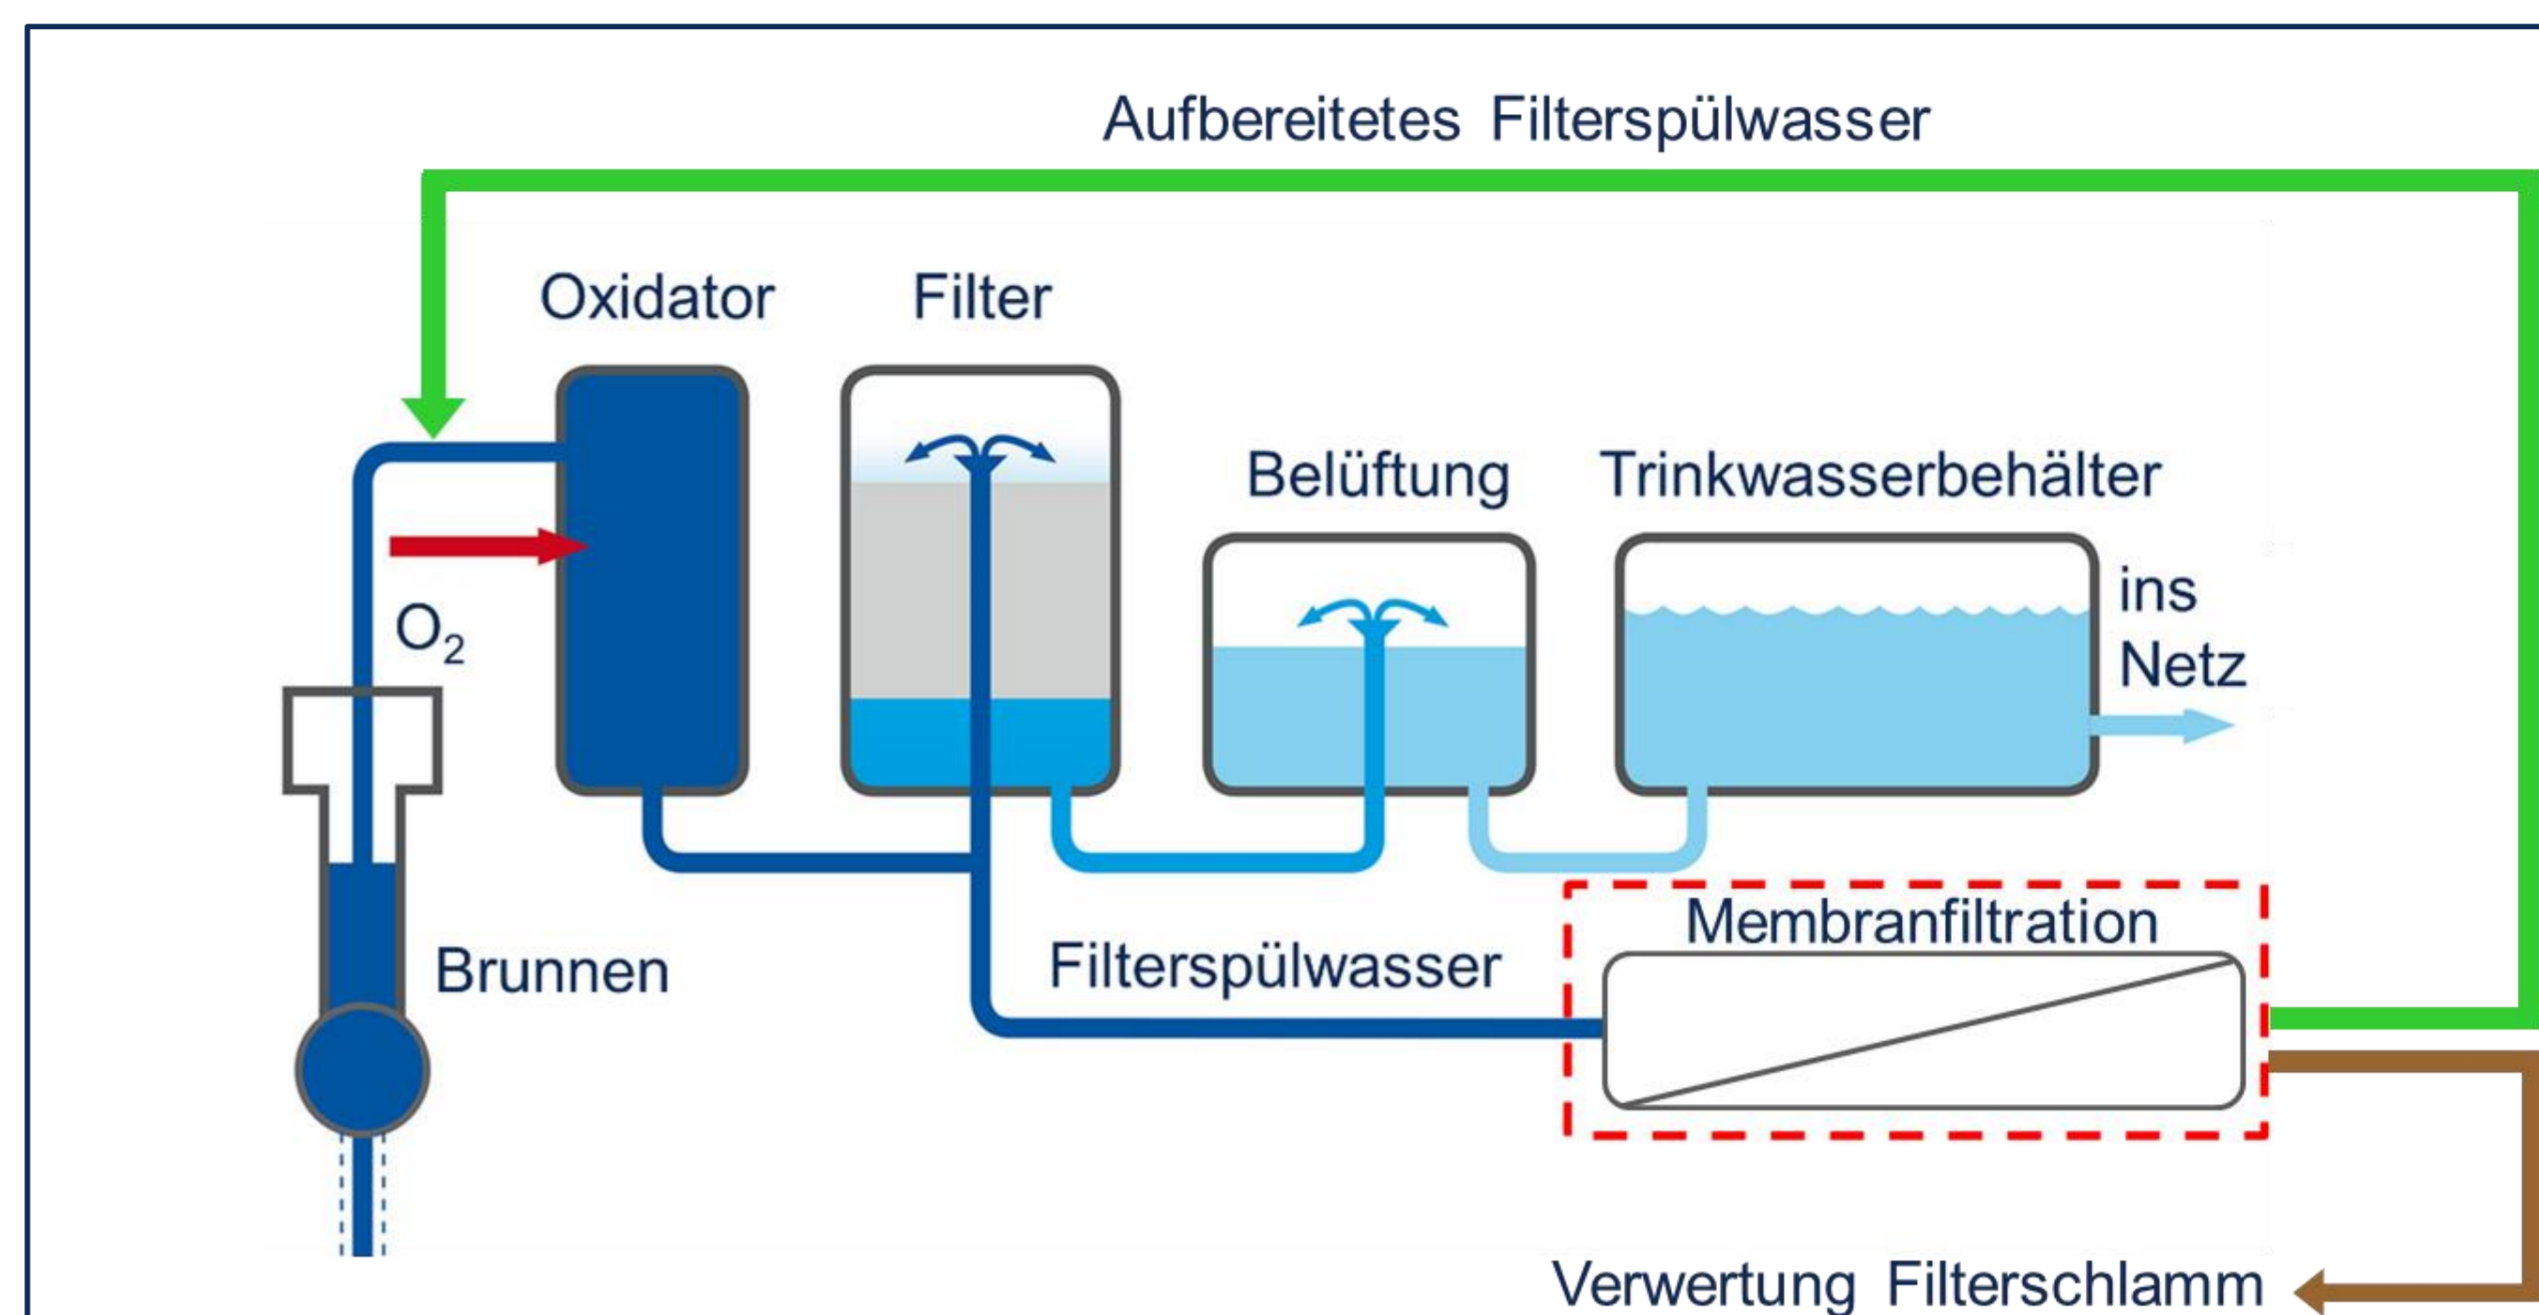 Aufbereitetes Filterspülwasser
Oxidator
Filter
Belüftung
Trinkwasserbehälter
ins
Netz
O₂
Membranfiltration
Filterspülwasser
Brunnen
Verwertung Filterschlamm